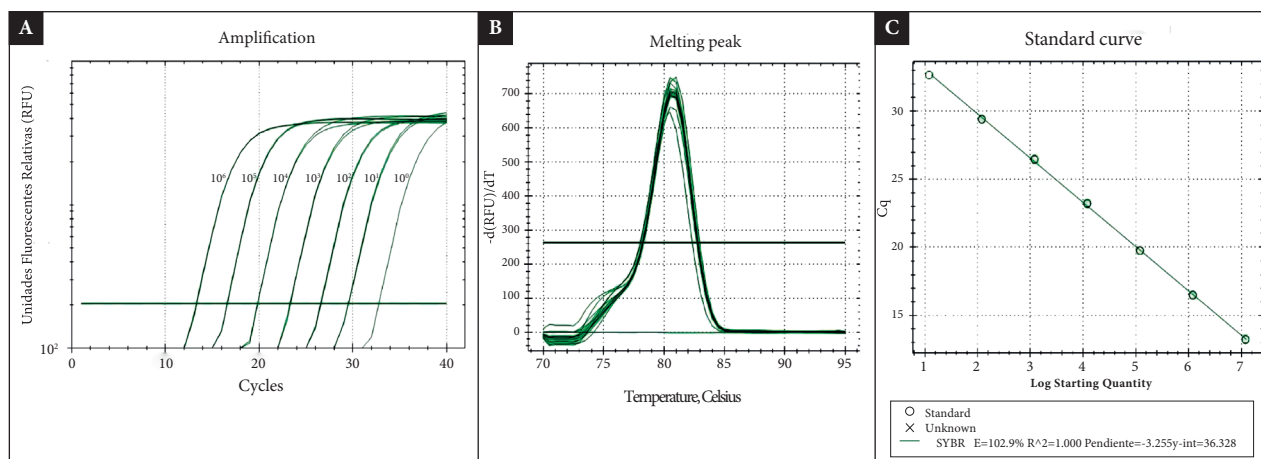 A
Amplification
Unidades Fluorescentes Relativas (RFU)
10⁶
10⁵
10⁴
10³
10²
10¹
10⁰
10²
0
10
20
30
40
Cycles
B
Melting peak
-d(RFU)/dT
700
600
500
400
300
200
100
0
70
75
80
85
90
95
Temperature, Celsius
C
Standard curve
Cq
30
25
20
15
1
2
3
4
5
6
7
Log Starting Quantity
Standard
Unknown
SYBR E=102.9% R^2=1.000 Pendiente=-3.255y-int=36.328